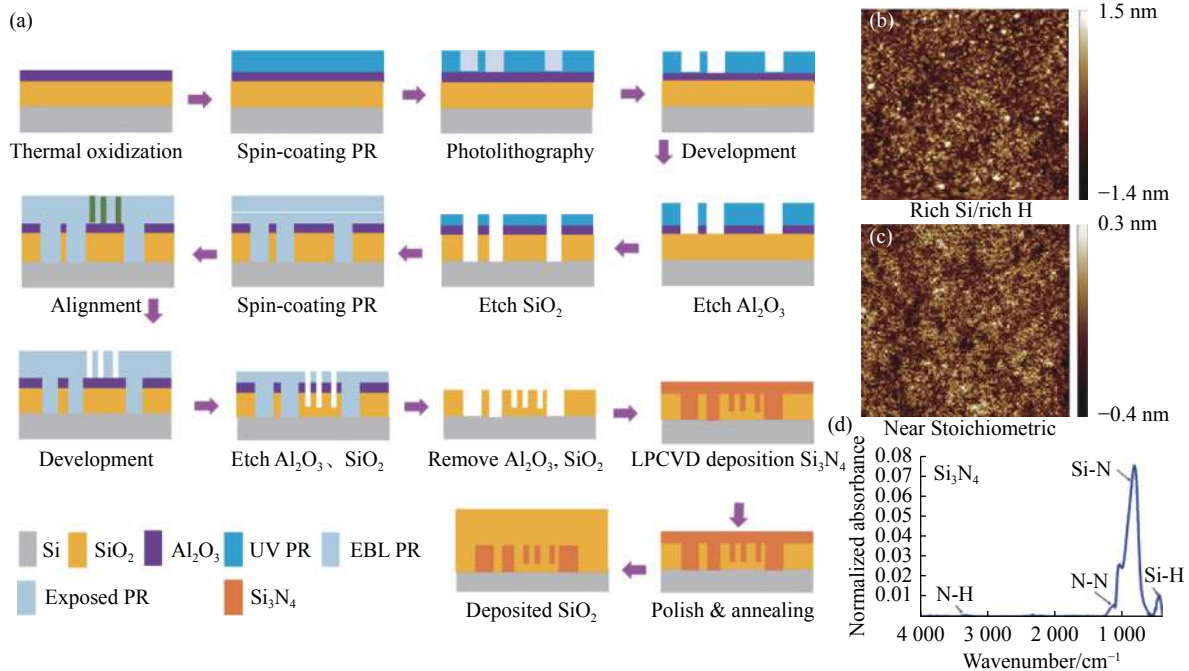 (a)
Thermal oxidization
Spin-coating PR
Photolithography
Development
Alignment
Spin-coating PR
Etch SiO₂
Etch Al₂O₃
Development
Etch Al₂O₃、SiO₂
Remove Al₂O₃, SiO₂
LPCVD deposition Si₃N₄
Deposited SiO₂
Polish & annealing
Si
SiO₂
Al₂O₃
UV PR
EBL PR
Exposed PR
Si₃N₄
(b)
1.5 nm
−1.4 nm
Rich Si/rich H
(c)
0.3 nm
−0.4 nm
Near Stoichiometric
(d)
Normalized absorbance
0.08
0.07
0.06
0.05
0.04
0.03
0.02
0.01
Si₃N₄
Si-N
N-N
Si-H
N-H
4 000 3 000 2 000 1 000
Wavenumber/cm⁻¹